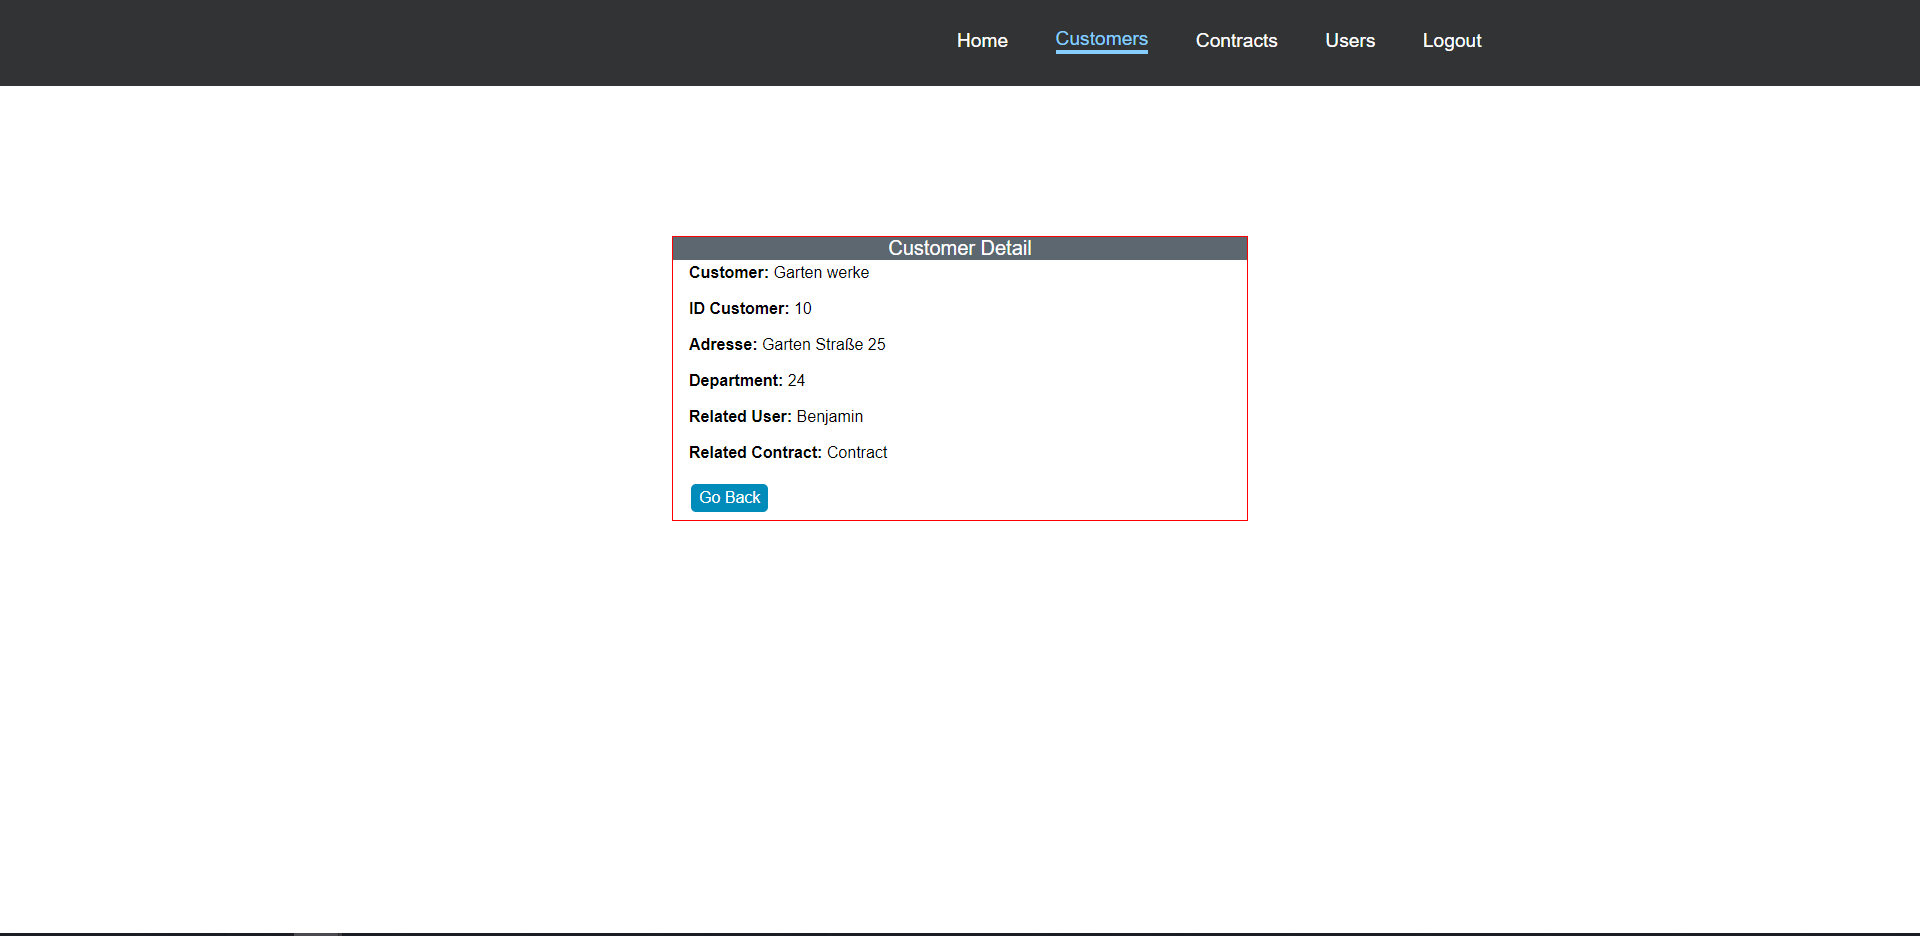 Home Customers Contracts Users Logout
Customer Detail
Customer: Garten werke
ID Customer: 10
Adresse: Garten Straße 25
Department: 24
Related User: Benjamin
Related Contract: Contract
Go Back